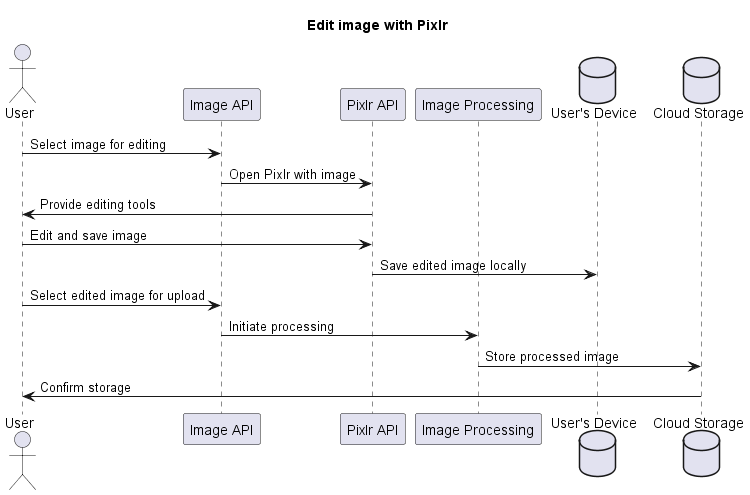 Edit image with Pixlr
User
Image API
Pixlr API
Image Processing
User's Device
Cloud Storage
Select image for editing
Open Pixlr with image
Provide editing tools
Edit and save image
Save edited image locally
Select edited image for upload
Initiate processing
Store processed image
Confirm storage
User
Image API
Pixlr API
Image Processing
User's Device
Cloud Storage